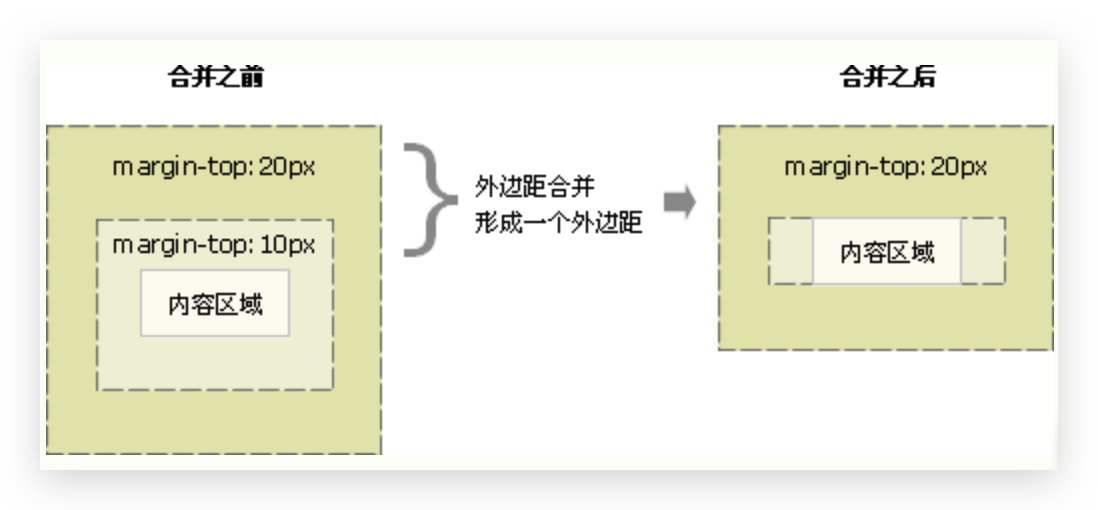 合并之前
合并之后
margin-top: 20px
margin-top: 10px
内容区域
外边距合并
形成一个外边距
margin-top: 20px
内容区域